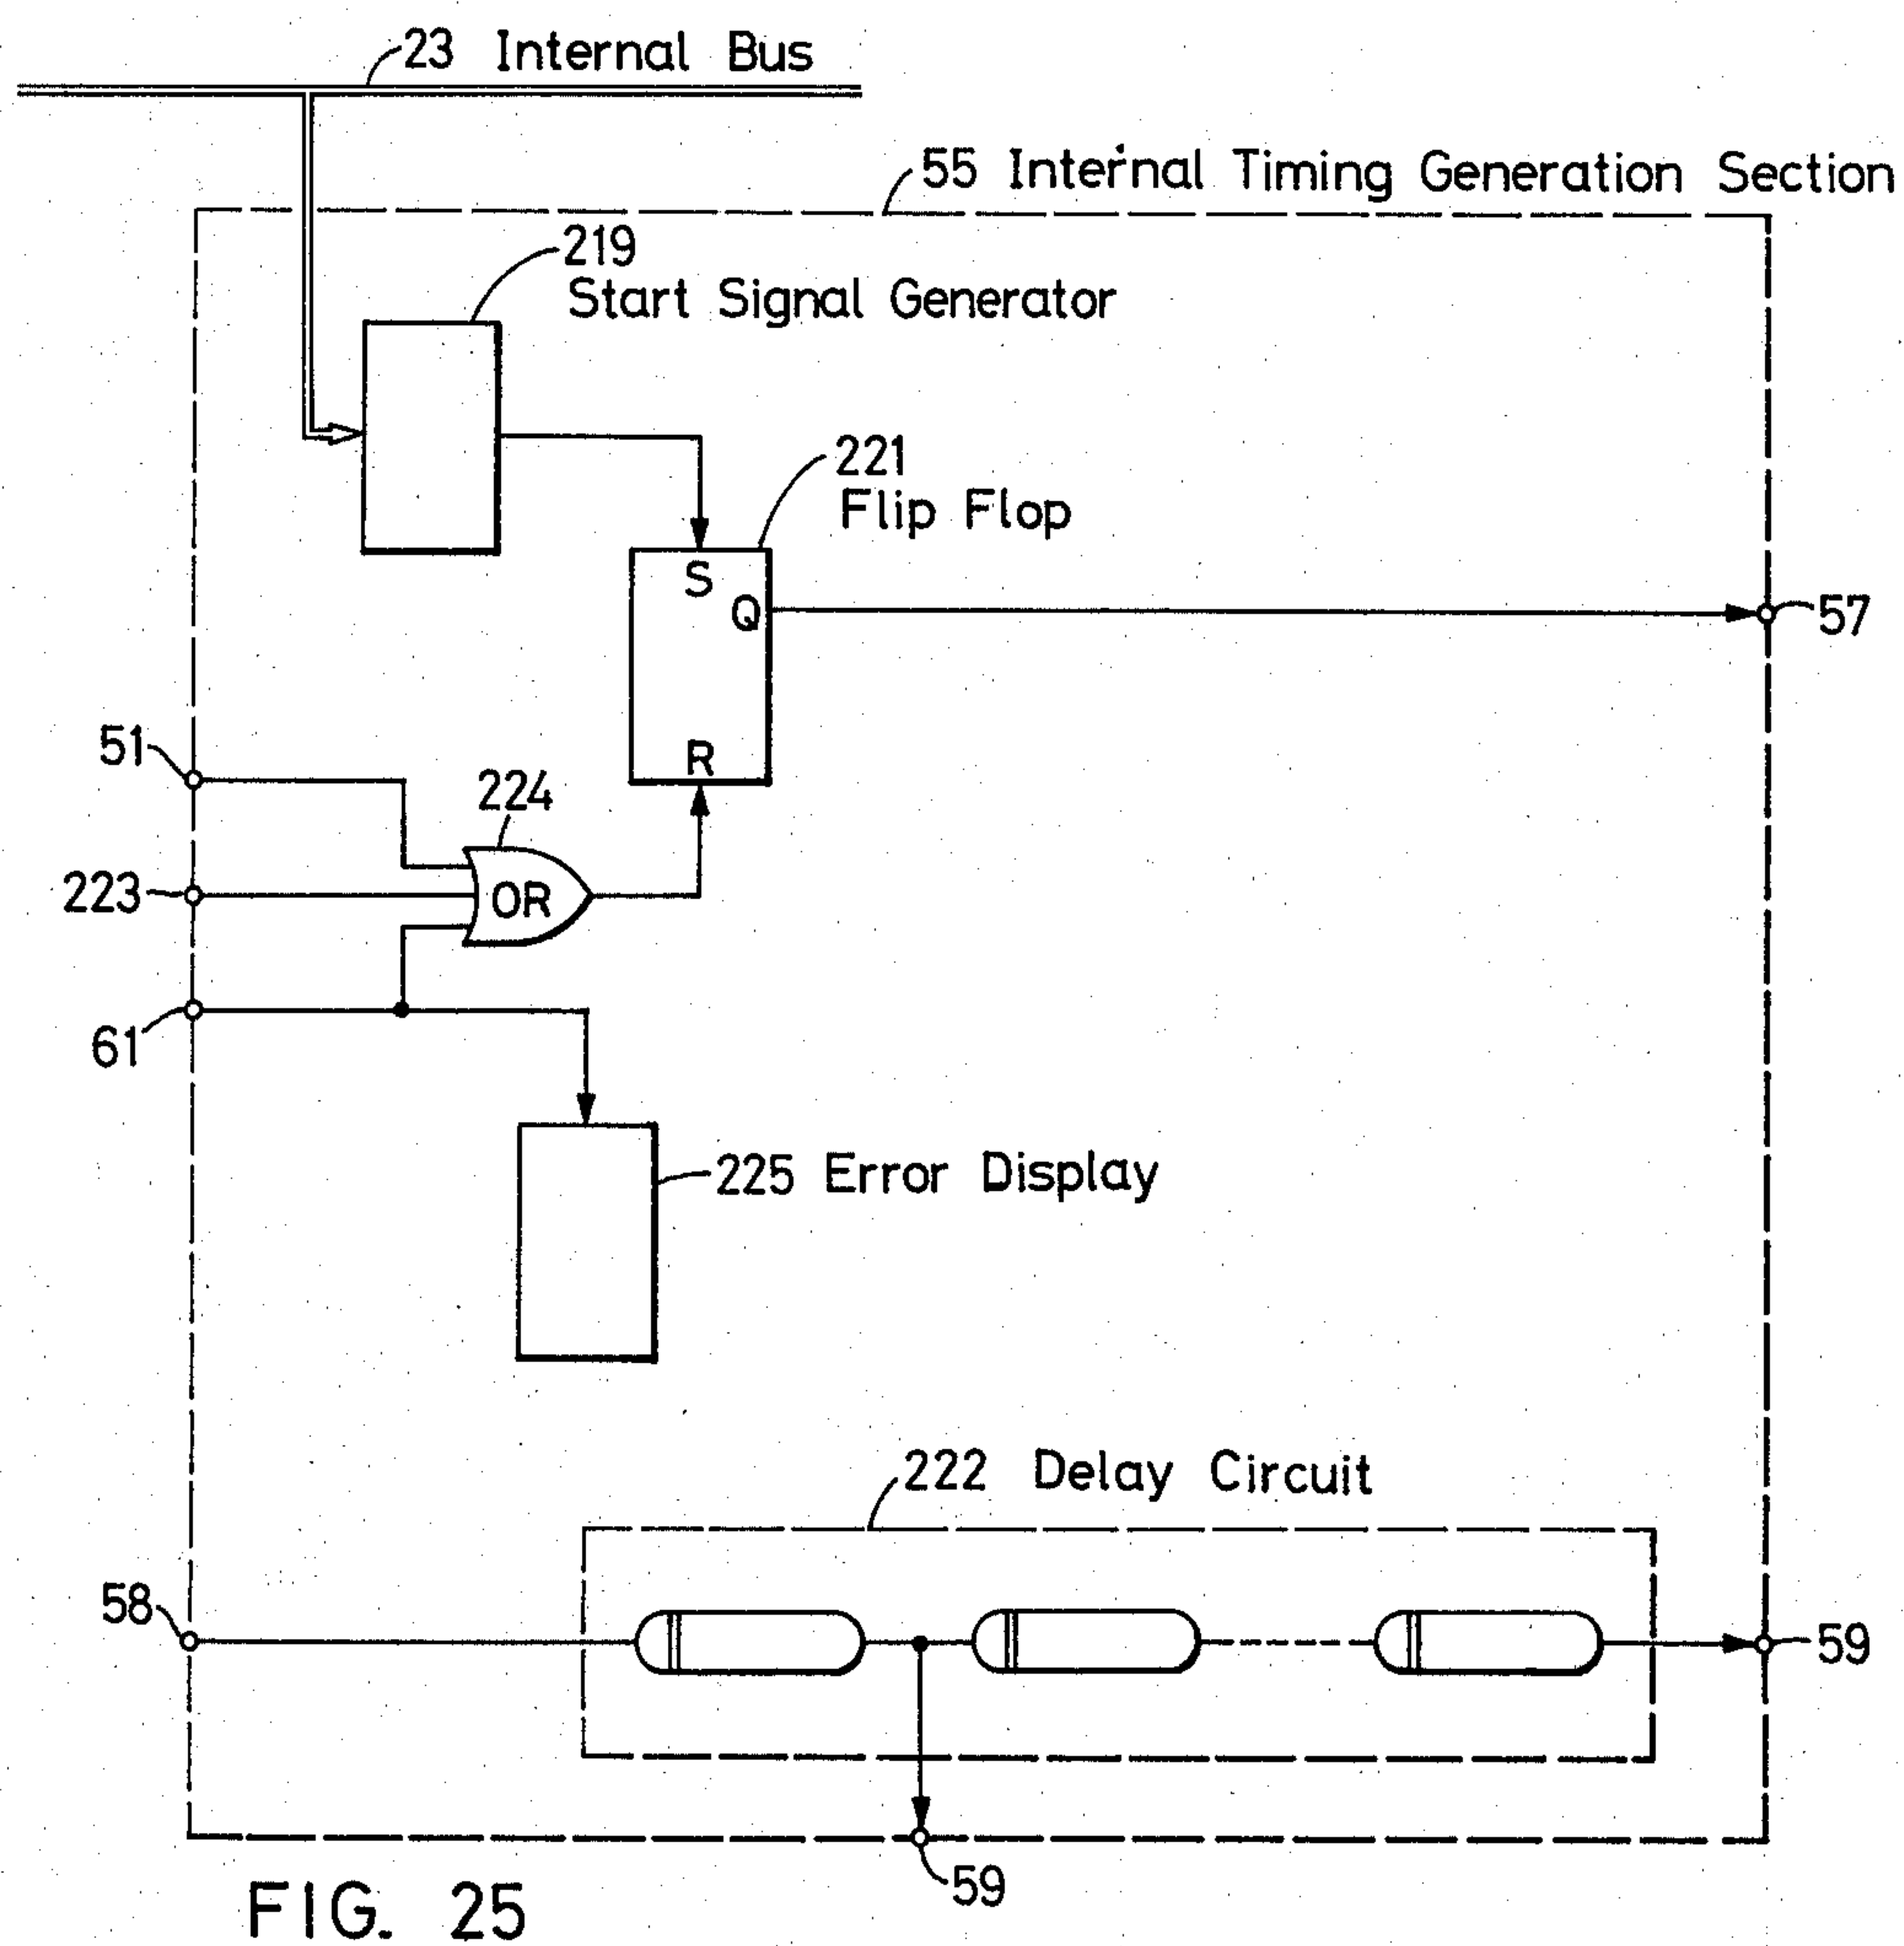 23 Internal Bus
55 Internal Timing Generation Section
219
Start Signal Generator
221
Flip Flop
S
Q
57
R
51
224
223
OR
61
225 Error Display
222 Delay Circuit
58
59
59
FIG. 25